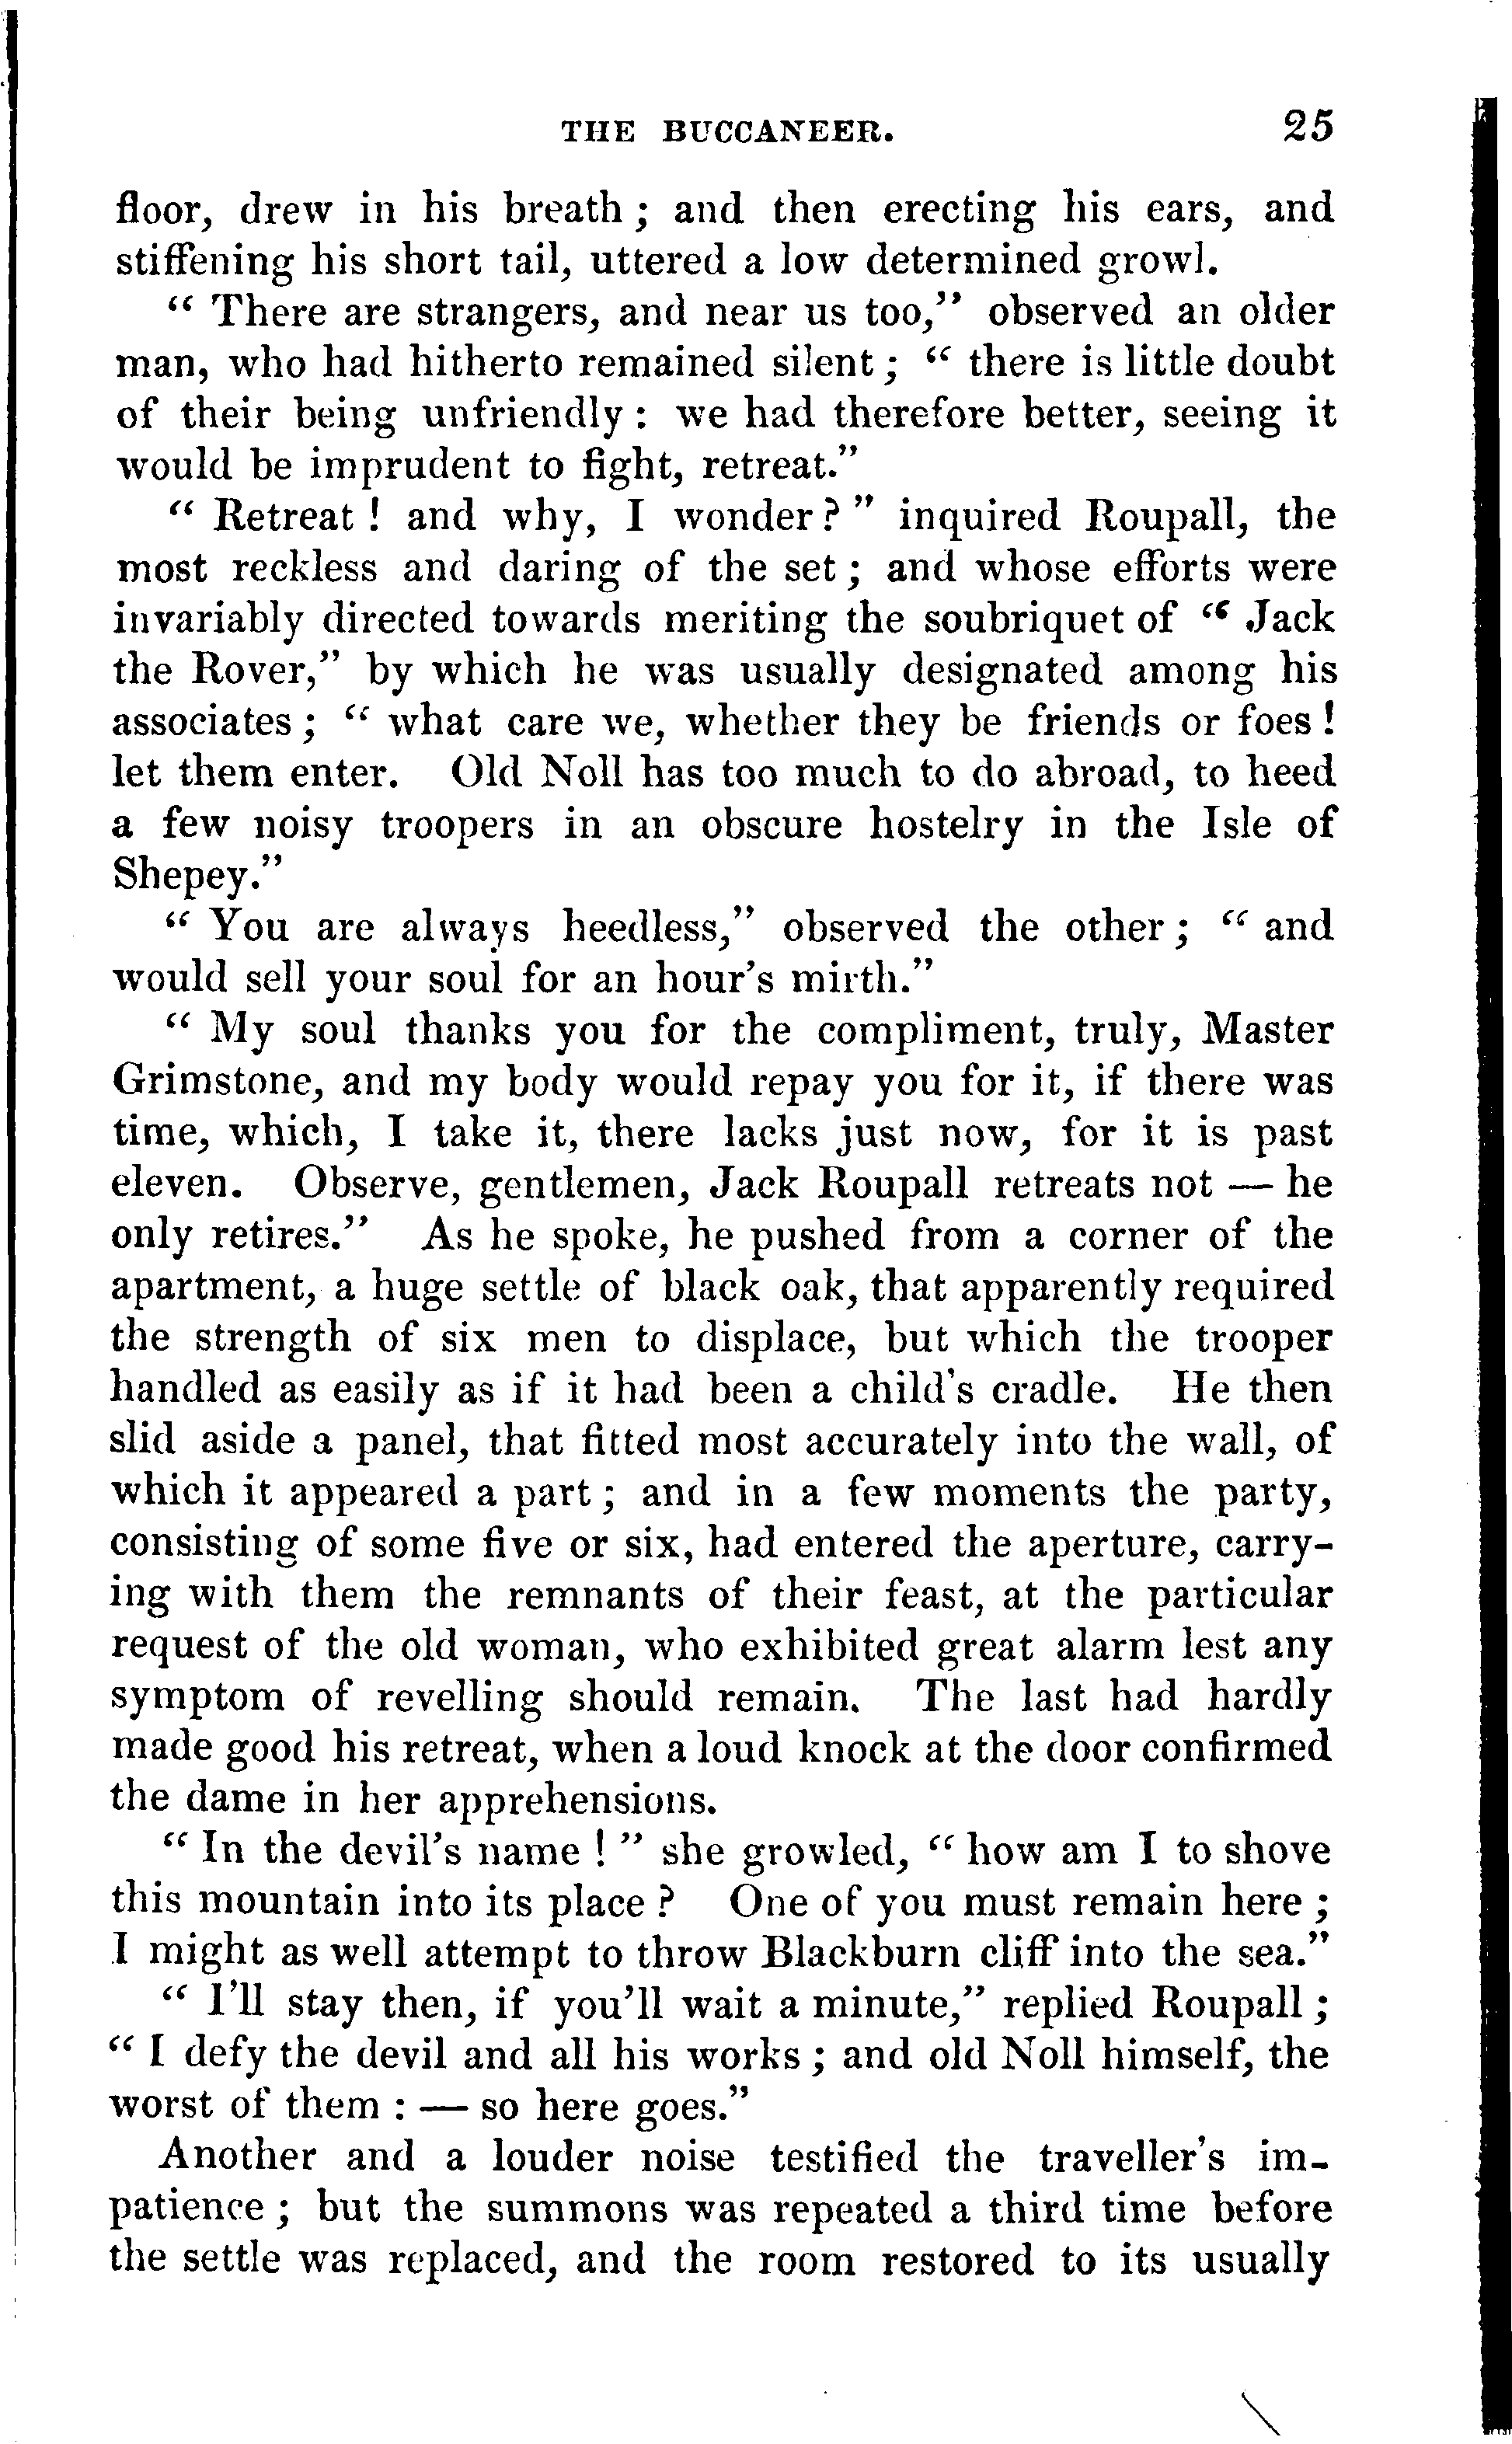 THE BUCCANEER. 25
floor, drew in his breath ; and then erecting his ears, and
stiffening his short tail, uttered a low determined growl.
“ There are strangers, and near us too,” observed an older
man, who had hitherto remained silent ; “ there is little doubt
of their being unfriendly : we had therefore better, seeing it
would be imprudent to fight, retreat.”
“ Retreat ! and why, I wonder ? ” inquired Roupall, the
most reckless and daring of the set ; and whose efforts were
invariably directed towards meriting the soubriquet of “ Jack
the Rover,” by which he was usually designated among his
associates ; “ what care we, whether they be friends or foes !
let them enter. Old Noll has too much to do abroad, to heed
a few noisy troopers in an obscure hostelry in the Isle of
Shepey.”
“ You are always heedless,” observed the other ; “ and
would sell your soul for an hour's mirth.”
“ My soul thanks you for the compliment, truly, Master
Grimstone, and my body would repay you for it, if there was
time, which, I take it, there lacks just now, for it is past
eleven. Observe, gentlemen, Jack Roupall retreats not — he
only retires.” As he spoke, he pushed from a corner of the
apartment, a huge settle of black oak, that apparently required
the strength of six men to displace, but which the trooper
handled as easily as if it had been a child's cradle. He then
slid aside a panel, that fitted most accurately into the wall, of
which it appeared a part ; and in a few moments the party,
consisting of some five or six, had entered the aperture, carry-
ing with them the remnants of their feast, at the particular
request of the old woman, who exhibited great alarm lest any
symptom of revelling should remain. The last had hardly
made good his retreat, when a loud knock at the door confirmed
the dame in her apprehensions.
“ In the devil's name ! ” she growled, “ how am I to shove
this mountain into its place ? One of you must remain here ;
I might as well attempt to throw Blackburn cliff into the sea.”
“ I'll stay then, if you'll wait a minute,” replied Roupall ;
“ I defy the devil and all his works ; and old Noll himself, the
worst of them : — so here goes.”
Another and a louder noise testified the traveller's im-
patience ; but the summons was repeated a third time before
the settle was replaced, and the room restored to its usually